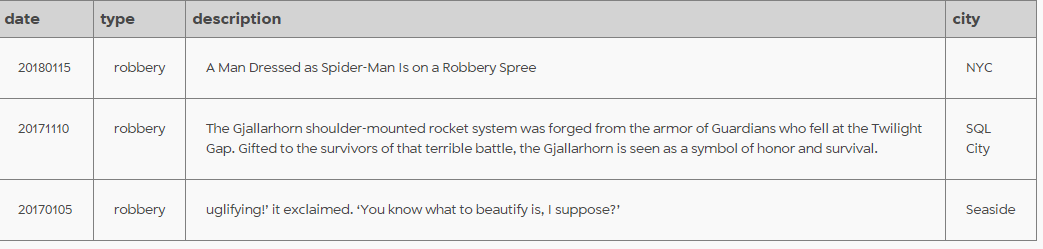 date type description city
20180115 robbery A Man Dressed as Spider-Man Is on a Robbery Spree NYC
20171110 robbery The Gjallarhorn shoulder-mounted rocket system was forged from the armor of Guardians who fell at the Twilight SQL
Gap. Gifted to the survivors of that terrible battle, the Gjallarhorn is seen as a symbol of honor and survival. City
20170105 robbery uglifying!’ it exclaimed. ‘You know what to beautify is, I suppose?’ Seaside